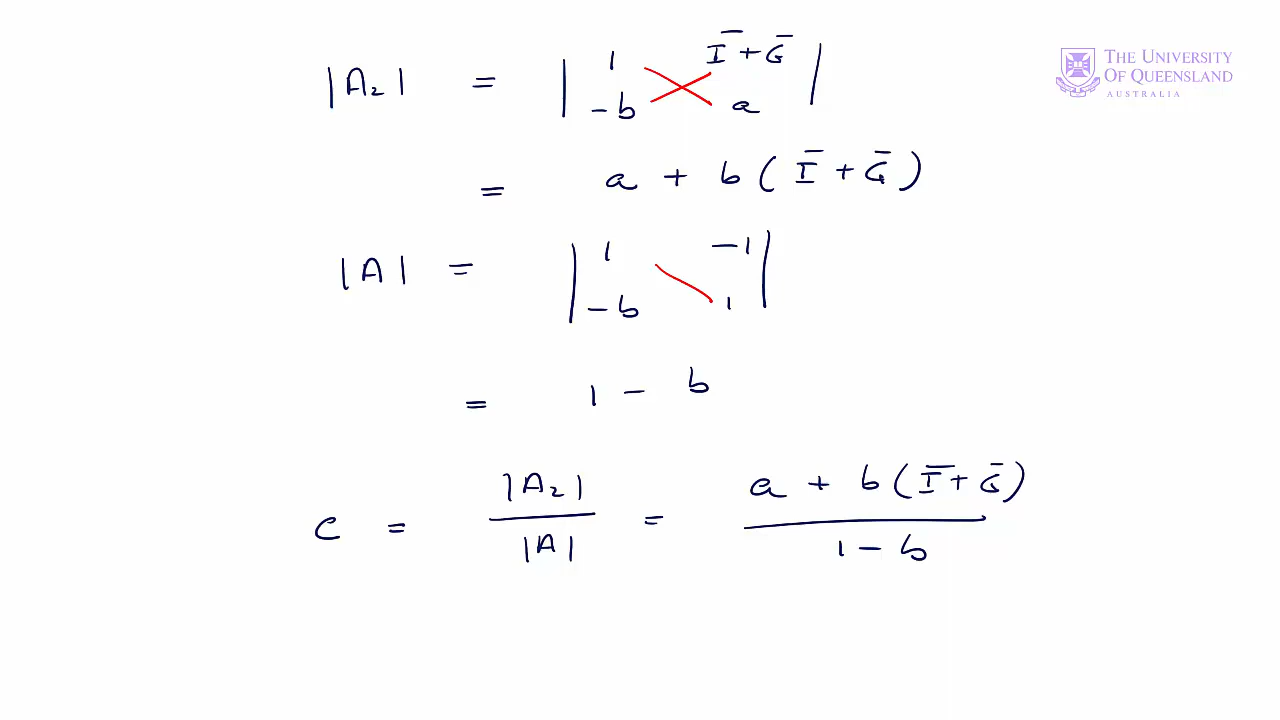 THE UNIVERSITY
OF QUEENSLAND
AUSTRALIA
|A₂| = | 1 Ī + Ḡ |
| -b a |
= a + b ( Ī + Ḡ )
|A| = | 1 -1 |
| -b 1 |
= 1 - b
C = |A₂| / |A| = a + b ( Ī + Ḡ ) / 1 - b